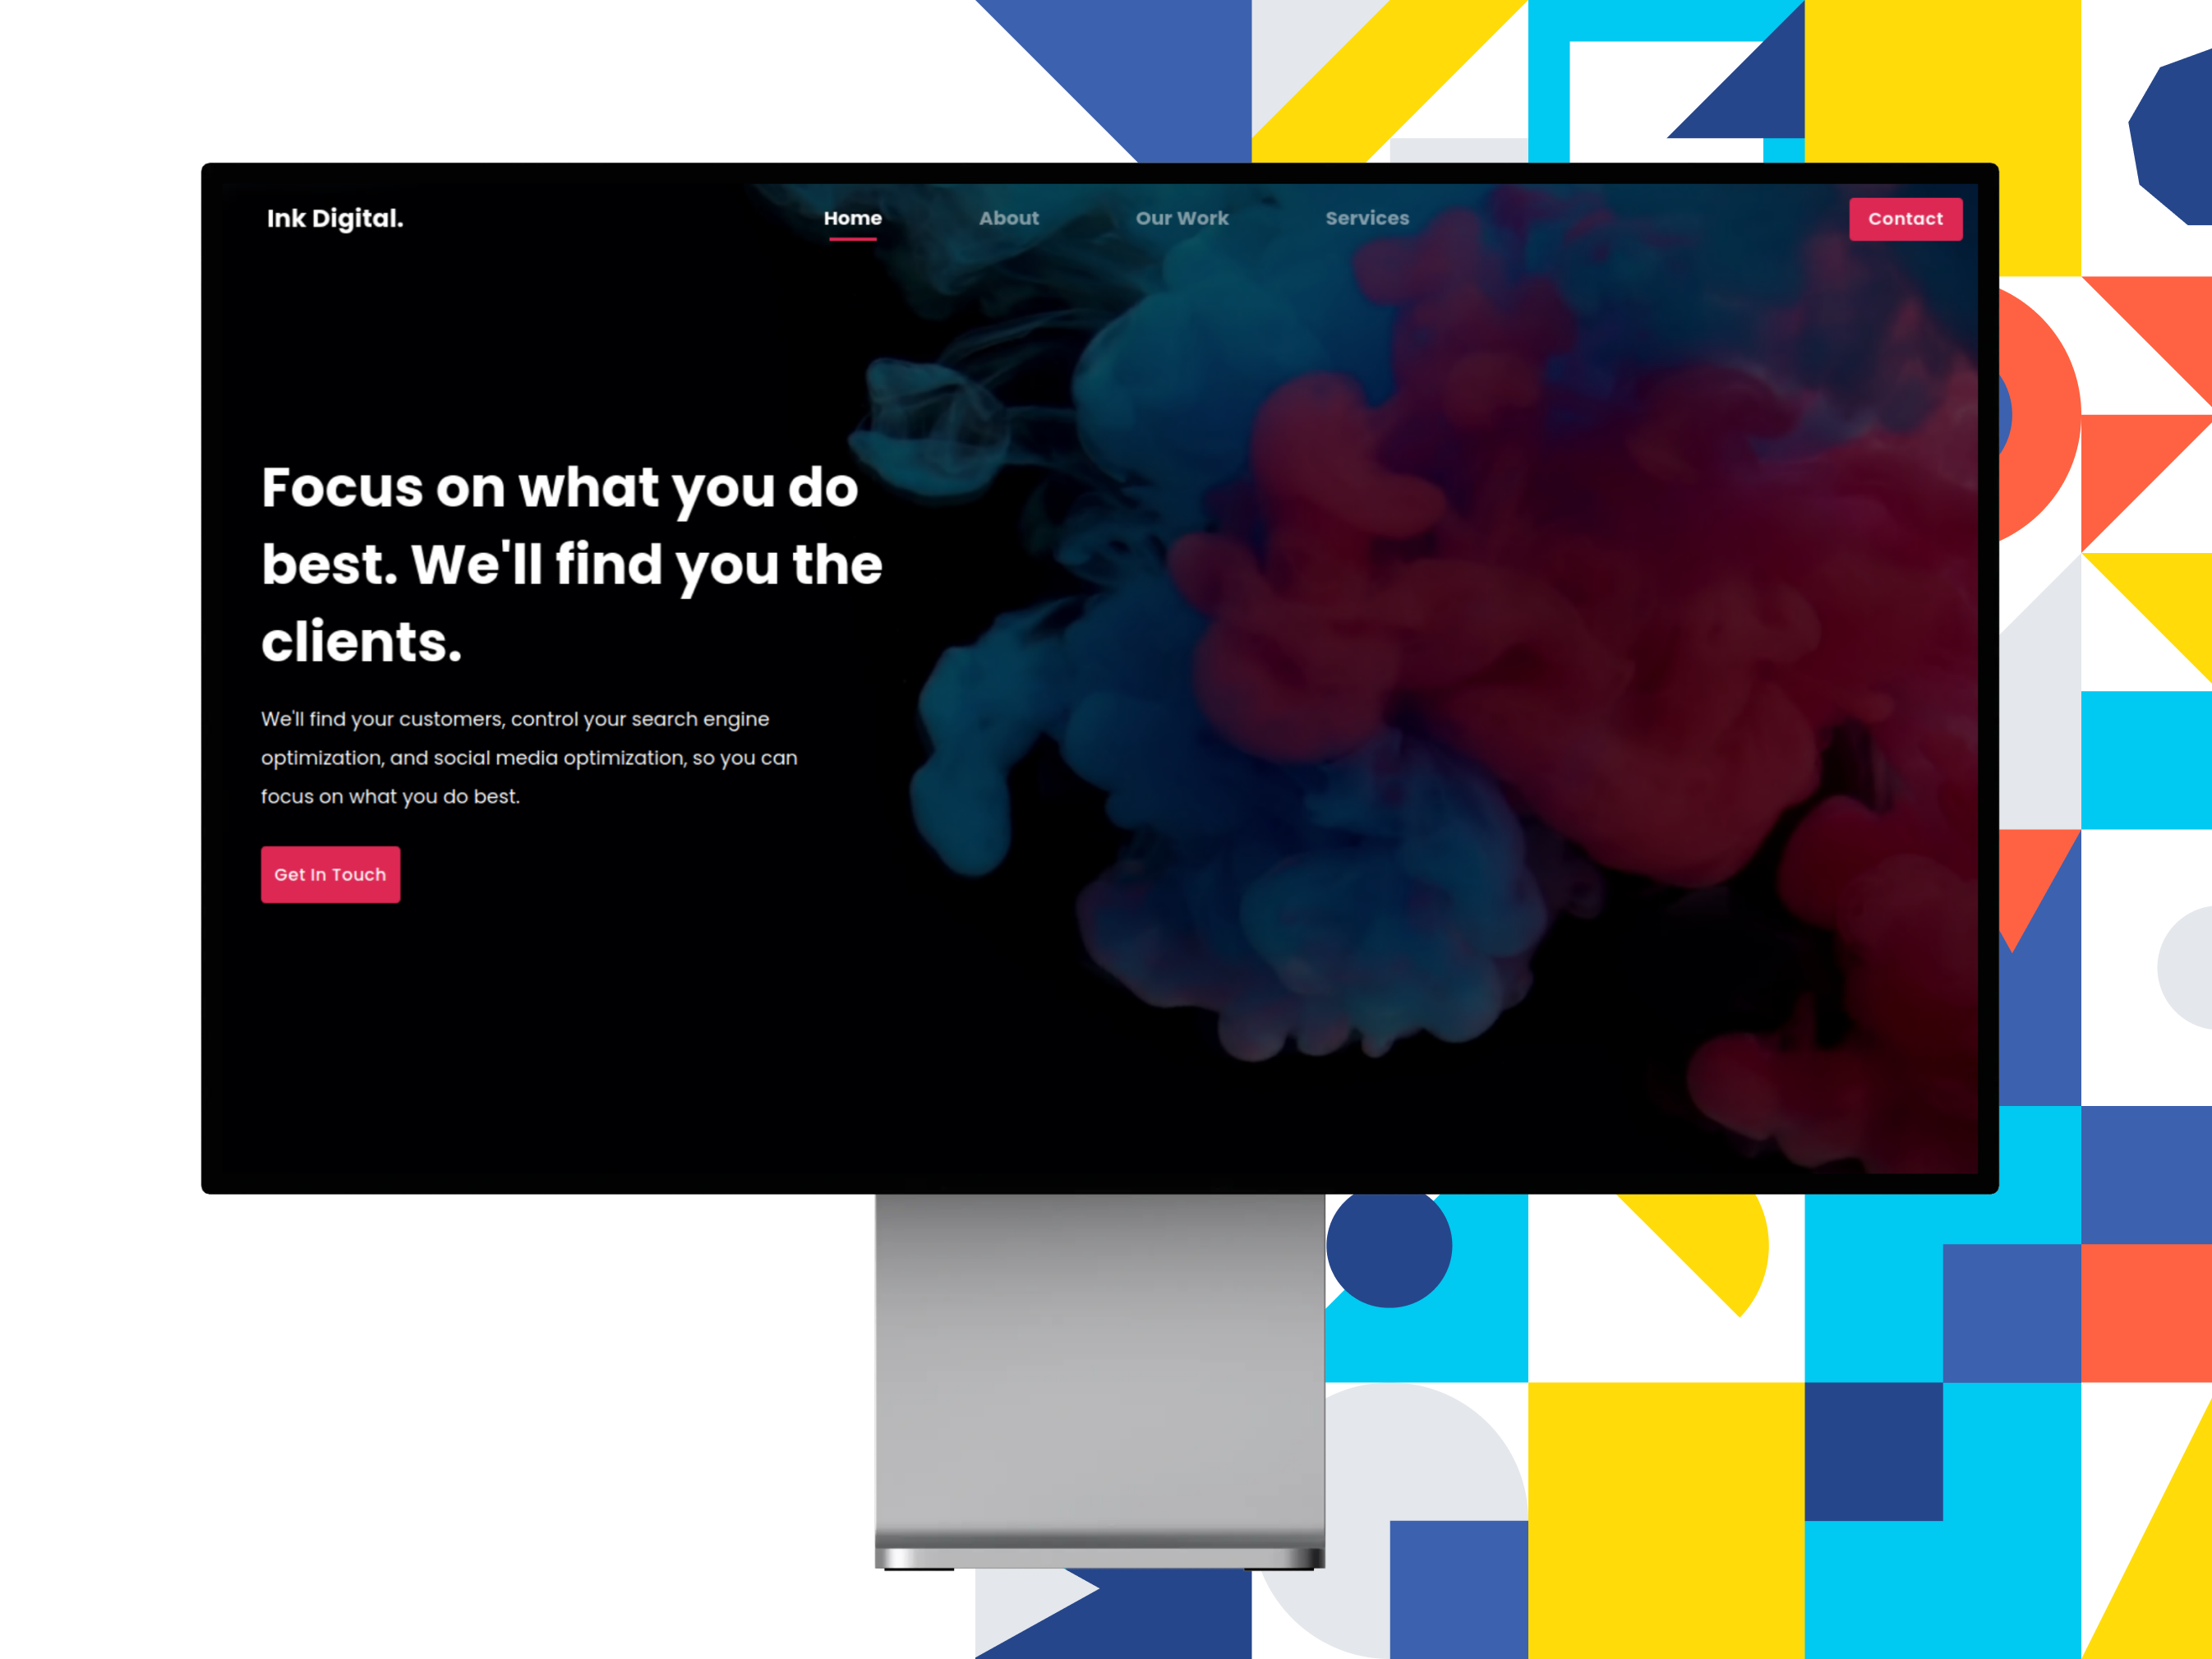 Ink Digital.
Home
About
Our Work
Services
Contact
Focus on what you do
best. We'll find you the
clients.
We'll find your customers, control your search engine
optimization, and social media optimization, so you can
focus on what you do best.
Get In Touch